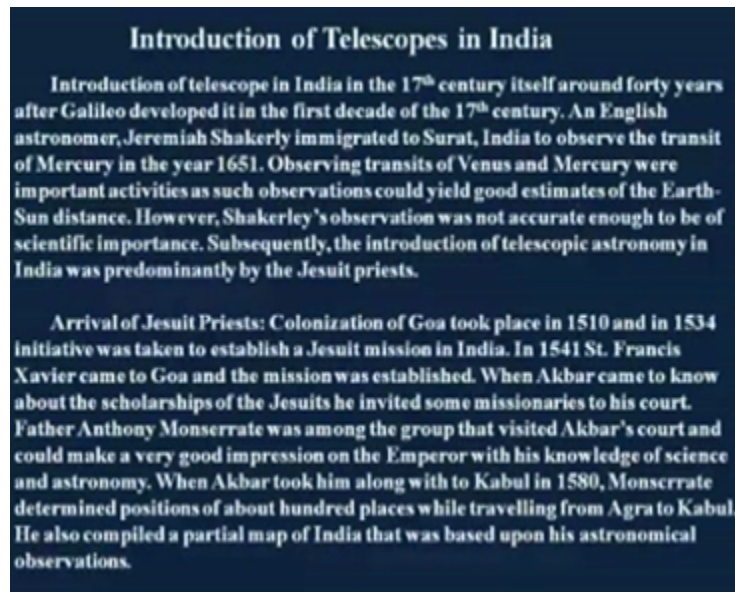 Introduction of Telescopes in India
Introduction of telescope in India in the 17th century itself around forty years
after Galileo developed it in the first decade of the 17th century. An English
astronomer, Jeremiah Shakerly immigrated to Surat, India to observe the transit
of Mercury in the year 1651. Observing transits of Venus and Mercury were
important activities as such observations could yield good estimates of the Earth-
Sun distance. However, Shakerley's observation was not accurate enough to be of
scientific importance. Subsequently, the introduction of telescopic astronomy in
India was predominantly by the Jesuit priests.
Arrival of Jesuit Priests: Colonization of Goa took place in 1510 and in 1534
initiative was taken to establish a Jesuit mission in India. In 1541 St. Francis
Xavier came to Goa and the mission was established. When Akbar came to know
about the scholarships of the Jesuits he invited some missionaries to his court.
Father Anthony Monserrate was among the group that visited Akbar's court and
could make a very good impression on the Emperor with his knowledge of science
and astronomy. When Akbar took him along with to Kabul in 1580, Monserrate
determined positions of about hundred places while travelling from Agra to Kabul.
He also compiled a partial map of India that was based upon his astronomical
observations.